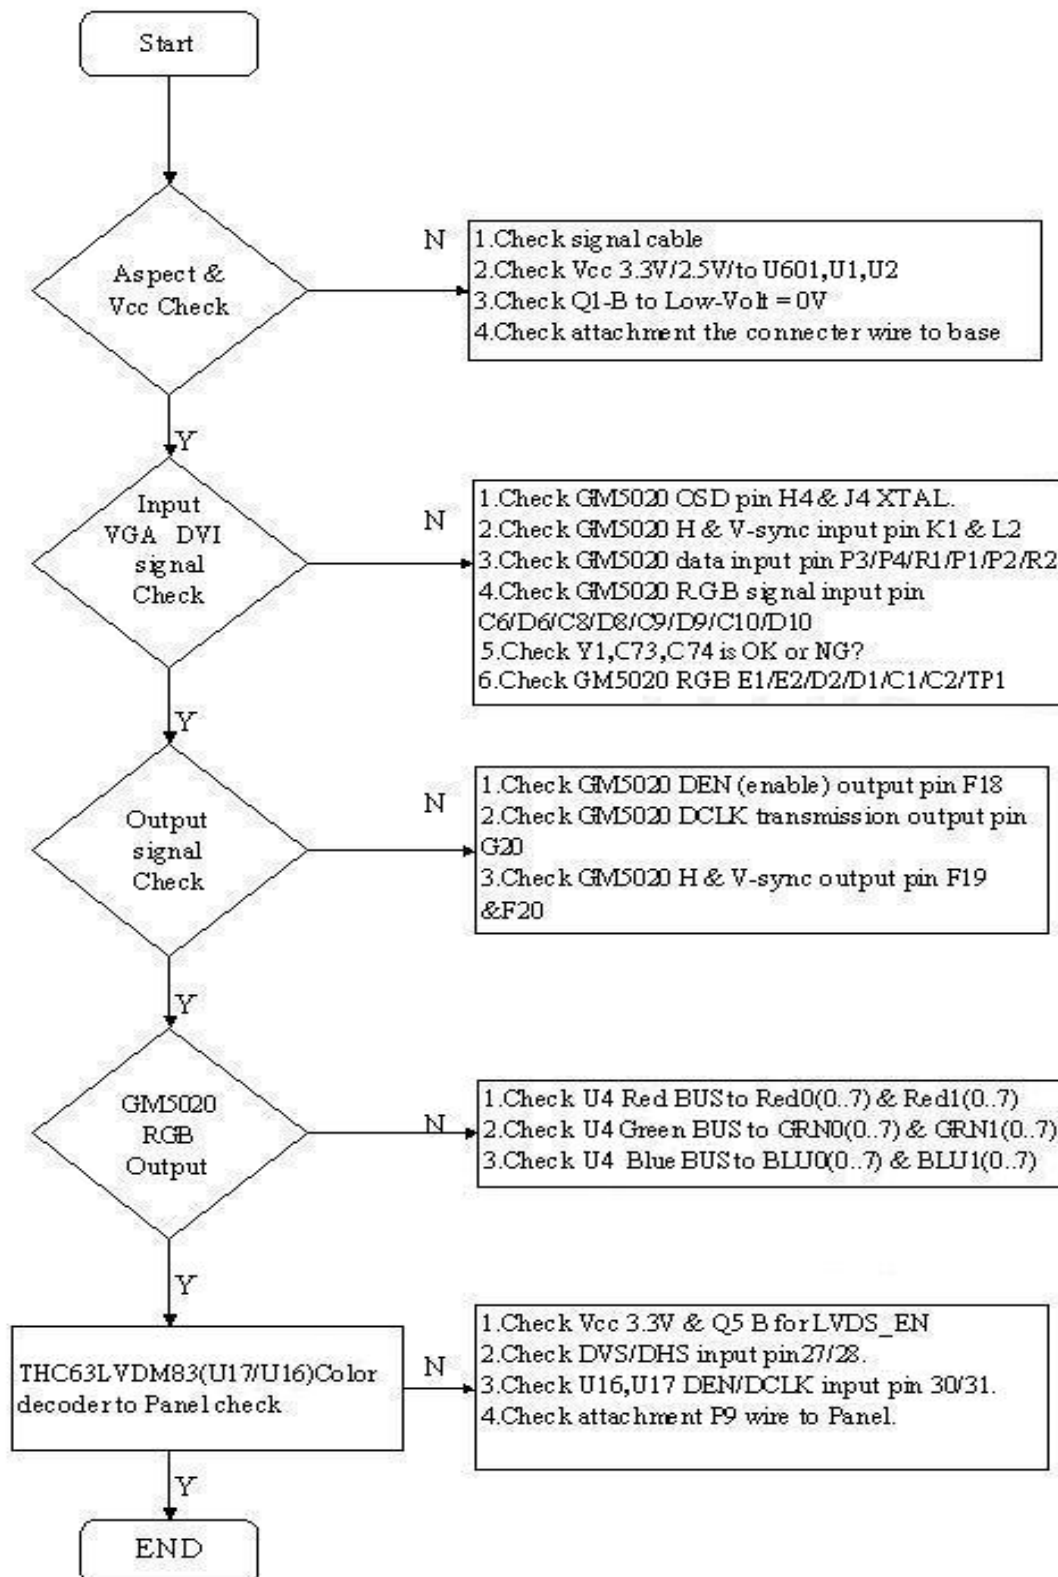 Start
Aspect &
Vcc Check
N
1.Check signal cable
2.Check Vcc 3.3V/2.5V/to U601,U1,U2
3.Check Q1-B to Low-Volt = 0V
4.Check attachment the connecter wire to base
Y
Input
VGA DVI
signal
Check
N
1.Check GM5020 OSD pin H4 & J4 XTAL.
2.Check GM5020 H & V-sync input pin K1 & L2
3.Check GM5020 data input pin P3/P4/R1/P1/P2/R2
4.Check GM5020 R.G.B signal input pin
C6/D6/C8/D8/C9/D9/C10/D10
5.Check Y1,C73,C74 is OK or NG?
6.Check GM5020 RGB E1/E2/D2/D1/C1/C2/TP1
Y
Output
signal
Check
N
1.Check GM5020 DEN (enable) output pin F18
2.Check GM5020 DCLK transmission output pin
G20
3.Check GM5020 H & V-sync output pin F19
&F20
Y
GM5020
RGB
Output
N
1.Check U4 Red BUS to Red0(0..7) & Red1(0..7)
2.Check U4 Green BUS to GRN0(0..7) & GRN1(0..7)
3.Check U4 Blue BUS to BLU0(0..7) & BLU1(0..7)
Y
THC63LVDM83(U17/U16)Color
decoder to Panel check
N
1.Check Vcc 3.3V & Q5 B for LVDS_EN
2.Check DVS/DHS input pin27/28.
3.Check U16,U17 DEN/DCLK input pin 30/31.
4.Check attachment P9 wire to Panel.
Y
END